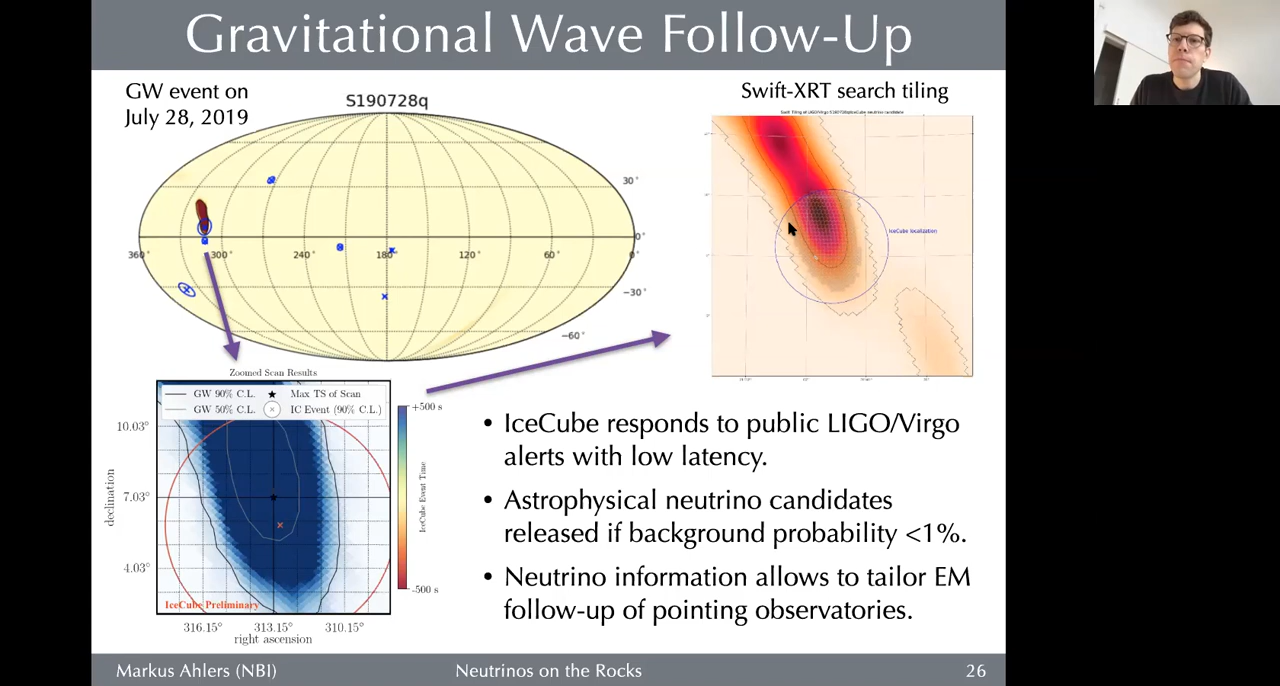 Gravitational Wave Follow-Up
GW event on
July 28, 2019
S190728q
30°
0°
360°
300°
240°
180°
120°
60°
0°
−30°
−60°
Swift-XRT search tiling
IceCube localization
Zoomed Scan Results
GW 90% C.L.
Max TS of Scan
GW 50% C.L.
IC Event (90% C.L.)
10.03°
7.03°
4.03°
declination
IceCube Preliminary
316.15°
313.15°
310.15°
right ascension
+500 s
IceCube Event Time
-500 s
• IceCube responds to public LIGO/Virgo
alerts with low latency.
• Astrophysical neutrino candidates
released if background probability <1%.
• Neutrino information allows to tailor EM
follow-up of pointing observatories.
Markus Ahlers (NBI)
Neutrinos on the Rocks
26